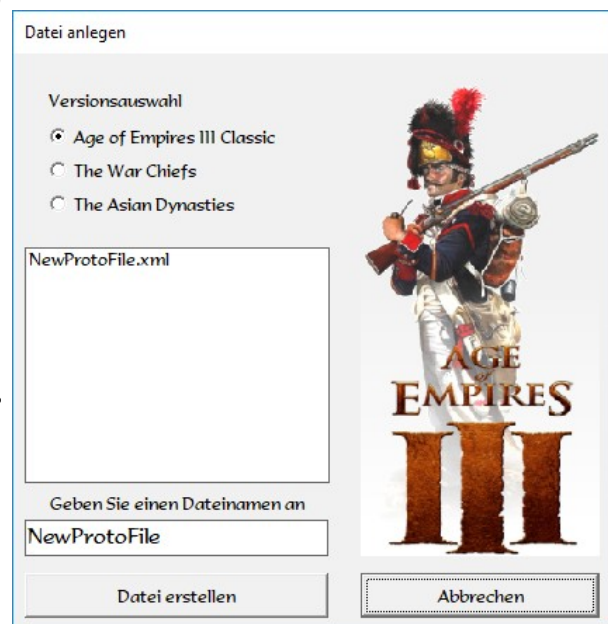 Datei anlegen
Versionsauswahl
Age of Empires III Classic
The War Chiefs
The Asian Dynasties
NewProtoFile.xml
Geben Sie einen Dateinamen an
NewProtoFile
AGE
of
EMPIRES
III
Datei erstellen
Abbrechen